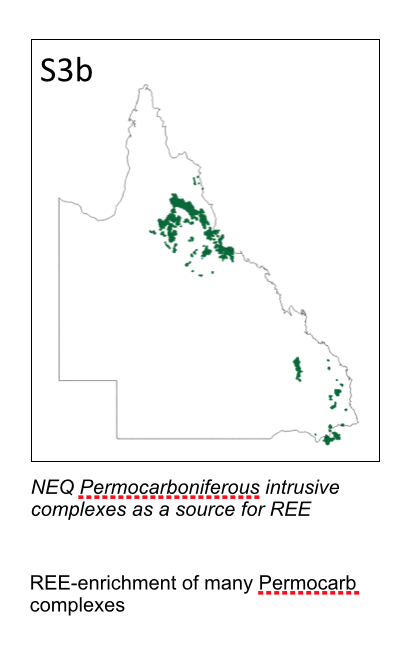 S3b
NEQ Permocarboniferous intrusive
complexes as a source for REE
REE-enrichment of many Permocarb
complexes